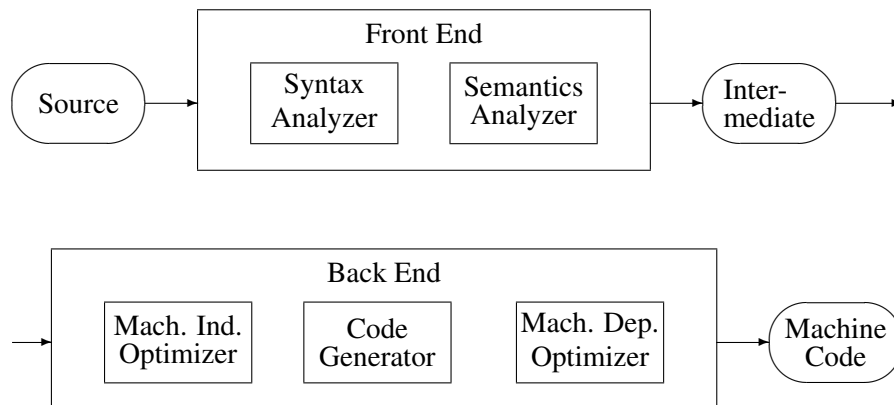 Front End
Source
Syntax
Analyzer
Semantics
Analyzer
Inter-
mediate
Back End
Mach. Ind.
Optimizer
Code
Generator
Mach. Dep.
Optimizer
Machine
Code